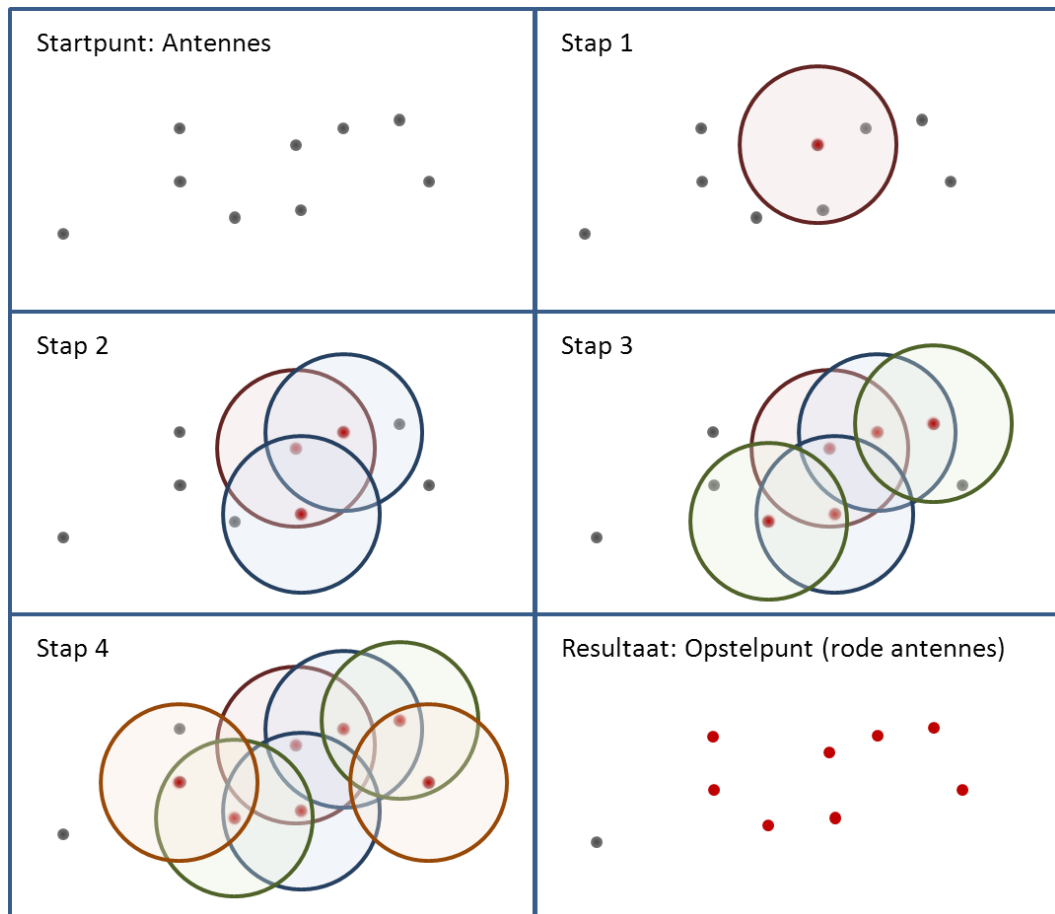 Startpunt: Antennes
Stap 1
Stap 2
Stap 3
Stap 4
Resultaat: Opstelpunt (rode antennes)